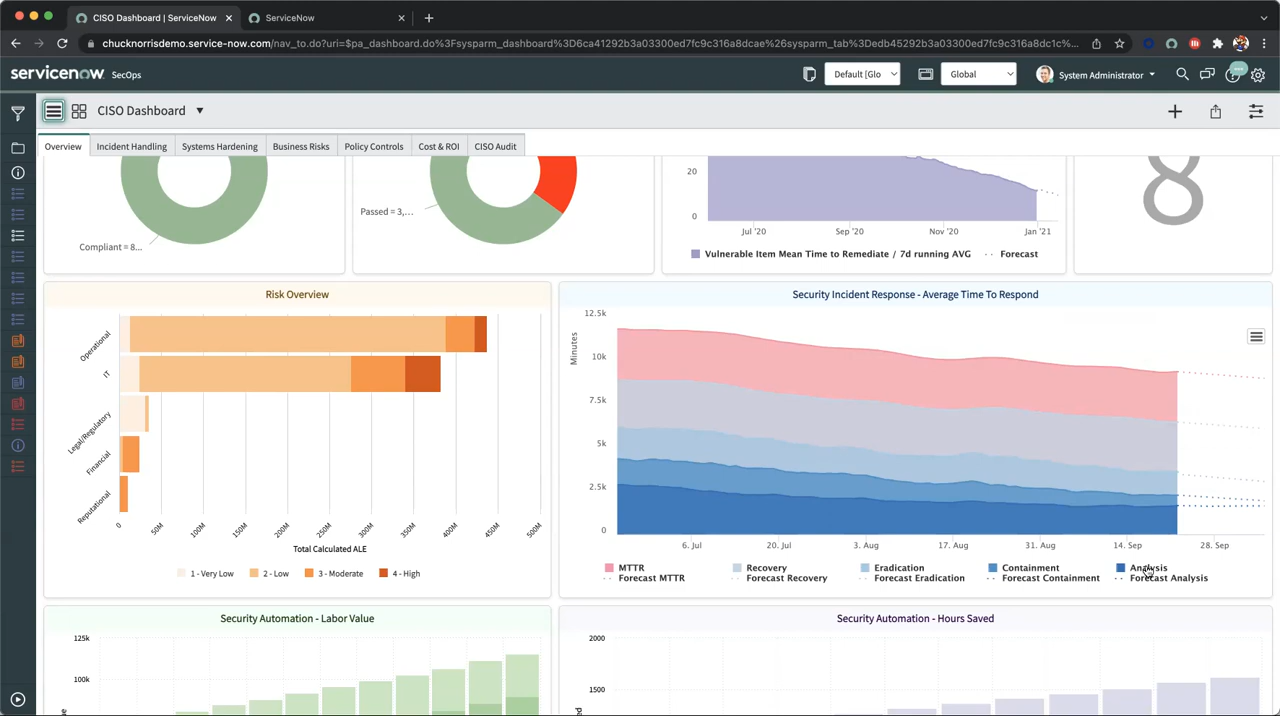 CISO Dashboard | ServiceNow
ServiceNow
chucknorrisdemo.service-now.com/nav_to.do?uri=$pa_dashboard.do%3Fsysparm_dashboard%3D6ca41292b3a03300ed7fc9c316a8dcae%26sysparm_tab%3Dedb45292b3a03300ed7fc9c316a8dc1c%...
servicenow. SecOps
Default [Glo
Global
System Administrator
CISO Dashboard
Overview
Incident Handling
Systems Hardening
Business Risks
Policy Controls
Cost & ROI
CISO Audit
Compliant = 8...
Passed = 3,...
20
0
Jul '20
Sep '20
Nov '20
Jan '21
Vulnerable Item Mean Time to Remediate / 7d running AVG
Forecast
8
Risk Overview
Operational
IT
Legal/Regulatory
Financial
Reputational
0
50M
100M
150M
200M
250M
300M
350M
400M
450M
500M
Total Calculated ALE
1 - Very Low
2 - Low
3 - Moderate
4 - High
Security Incident Response - Average Time To Respond
Minutes
12.5k
10k
7.5k
5k
2.5k
0
6. Jul
20. Jul
3. Aug
17. Aug
31. Aug
14. Sep
28. Sep
MTTR
Recovery
Eradication
Containment
Analysis
Forecast MTTR
Forecast Recovery
Forecast Eradication
Forecast Containment
Forecast Analysis
Security Automation - Labor Value
125k
100k
Security Automation - Hours Saved
2000
1500